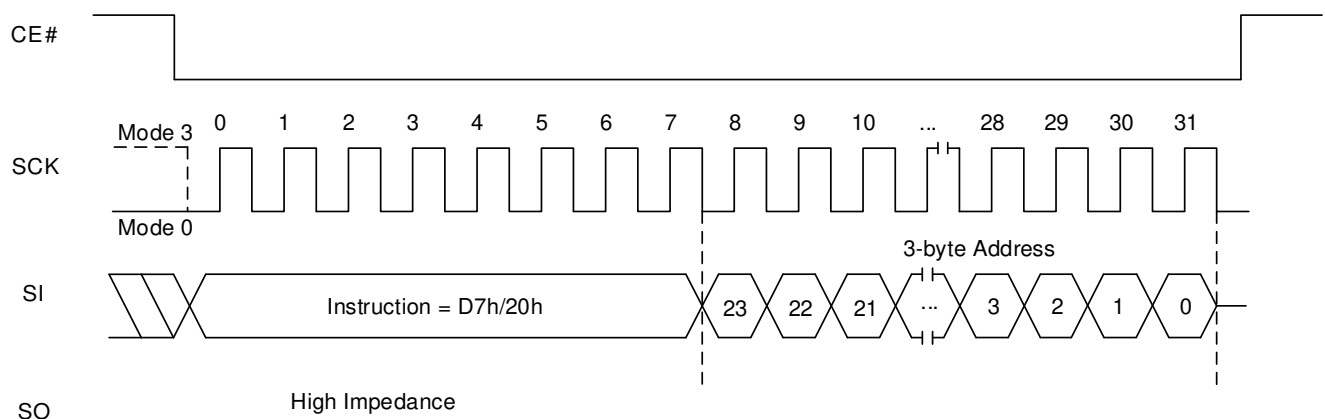 CE#
Mode 3
0 1 2 3 4 5 6 7 8 9 10 ... 28 29 30 31
SCK
Mode 0
3-byte Address
SI
Instruction = D7h/20h
23 22 21 ... 3 2 1 0
High Impedance
SO